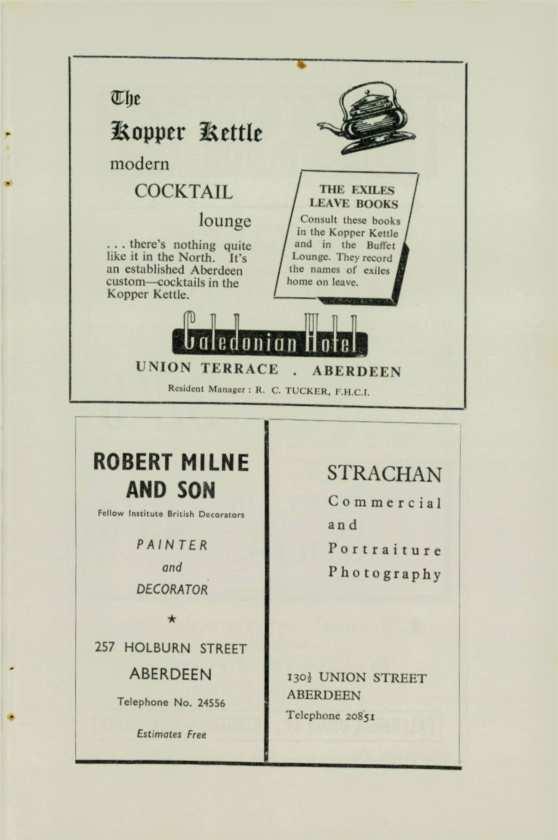 The
Kopper Kettle
modern
COCKTAIL
lounge
. . . there's nothing quite
like it in the North. It's
an established Aberdeen
custom—cocktails in the
Kopper Kettle.
THE EXILES
LEAVE BOOKS
Consult these books
in the Kopper Kettle
and in the Buffet
Lounge. They record
the names of exiles
home on leave.
Caledonian Hotel
UNION TERRACE . ABERDEEN
Resident Manager : R. C. TUCKER, F.H.C.I.
ROBERT MILNE
AND SON
Fellow Institute British Decorators
PAINTER
and
DECORATOR
★
257 HOLBURN STREET
ABERDEEN
Telephone No. 24556
Estimates Free
STRACHAN
Commercial
and
Portraiture
Photography
130½ UNION STREET
ABERDEEN
Telephone 20851